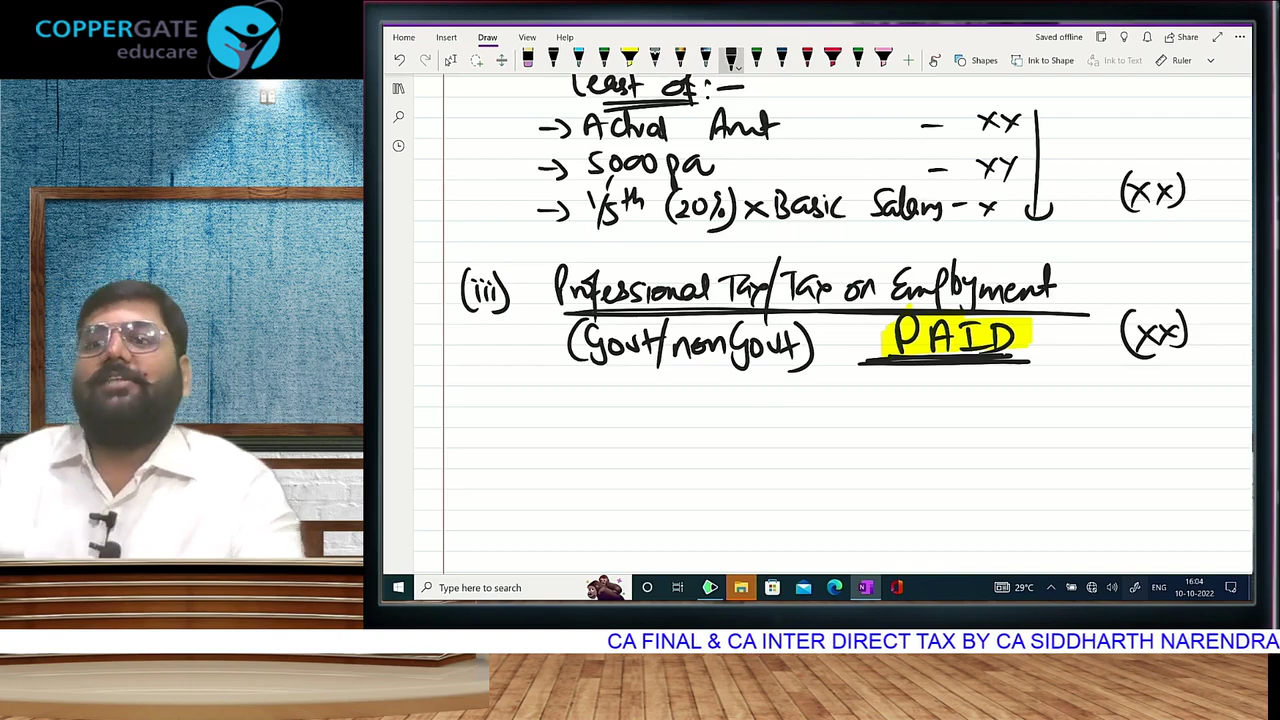 COPPERGATE
educare
Home Insert Draw View Help
Saved offline
Share
Shapes
Ink to Shape
Ink to Text
Ruler
Least of:-
→ Actual Amt - XX
→ 5000 pa - XY
→ 1/5th (20%) x Basic Salary - x (XX)
(iii) Professional Tax/Tax on Employment
(Govt/non Govt) PAID (XX)
Type here to search
29°C
ENG
16:04
10-10-2022
CA FINAL & CA INTER DIRECT TAX BY CA SIDDHARTH NARENDRA